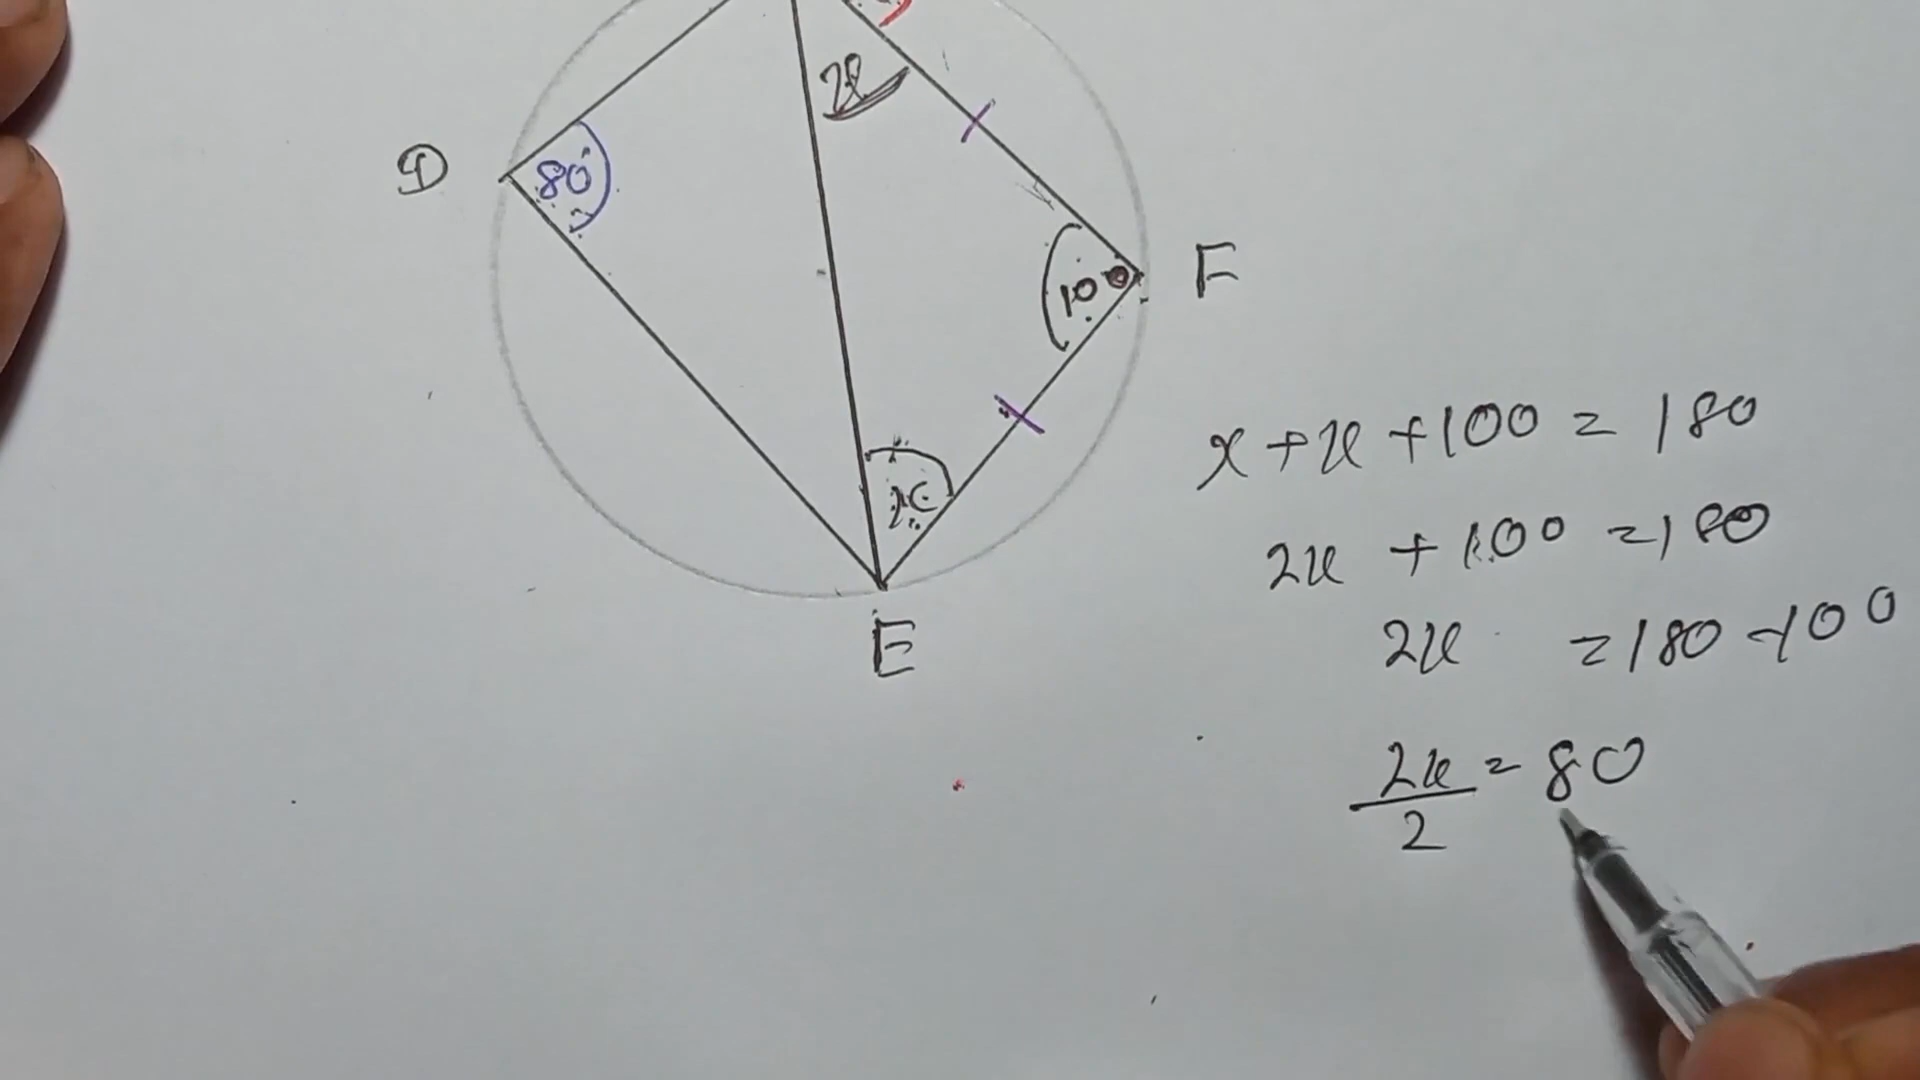 x
D
80°
100
F
x
E
x + x + 100 = 180
2x + 100 = 180
2x = 180 - 100
2x = 80
2